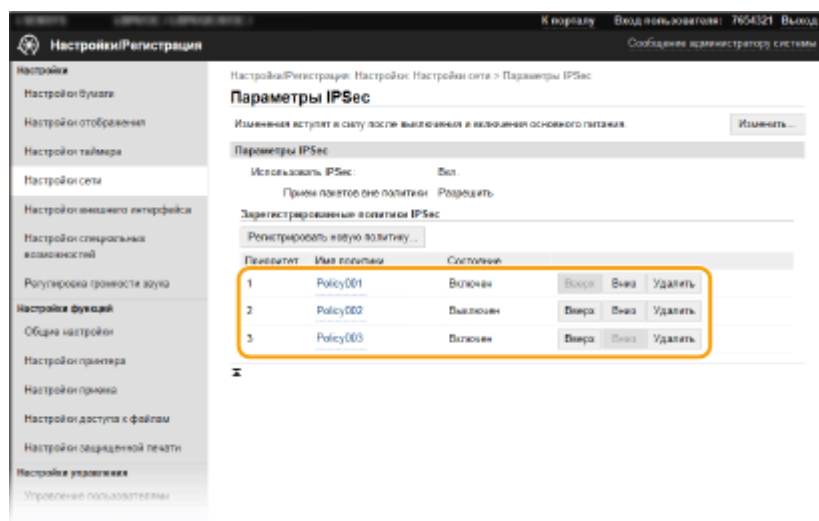 К порталу Вход пользователя: 7654321 Выход
Настройки/Регистрация
Сообщение администратору системы
Настройки
Настройки бумаги
Настройки отображения
Настройки таймера
Настройки сети
Настройки внешнего интерфейса
Настройки специальных
возможностей
Регулировка громкости звука
Настройки функций
Общие настройки
Настройки принтера
Настройки приема
Настройки доступа к файлам
Настройки защищенной печати
Настройки управления
Управление пользователями
Настройки/Регистрация: Настройки: Настройки сети > Параметры IPSec
Параметры IPSec
Изменения вступят в силу после выключения и включения основного питания.
Изменить...
Параметры IPSec
Использовать IPSec: Вкл.
Прием пакетов вне политики: Разрешить
Зарегистрированные политики IPSec
Регистрировать новую политику...
Приоритет Имя политики Состояние
1 Policy001 Включен Вверх Вниз Удалить
2 Policy002 Выключен Вверх Вниз Удалить
3 Policy003 Включен Вверх Вниз Удалить